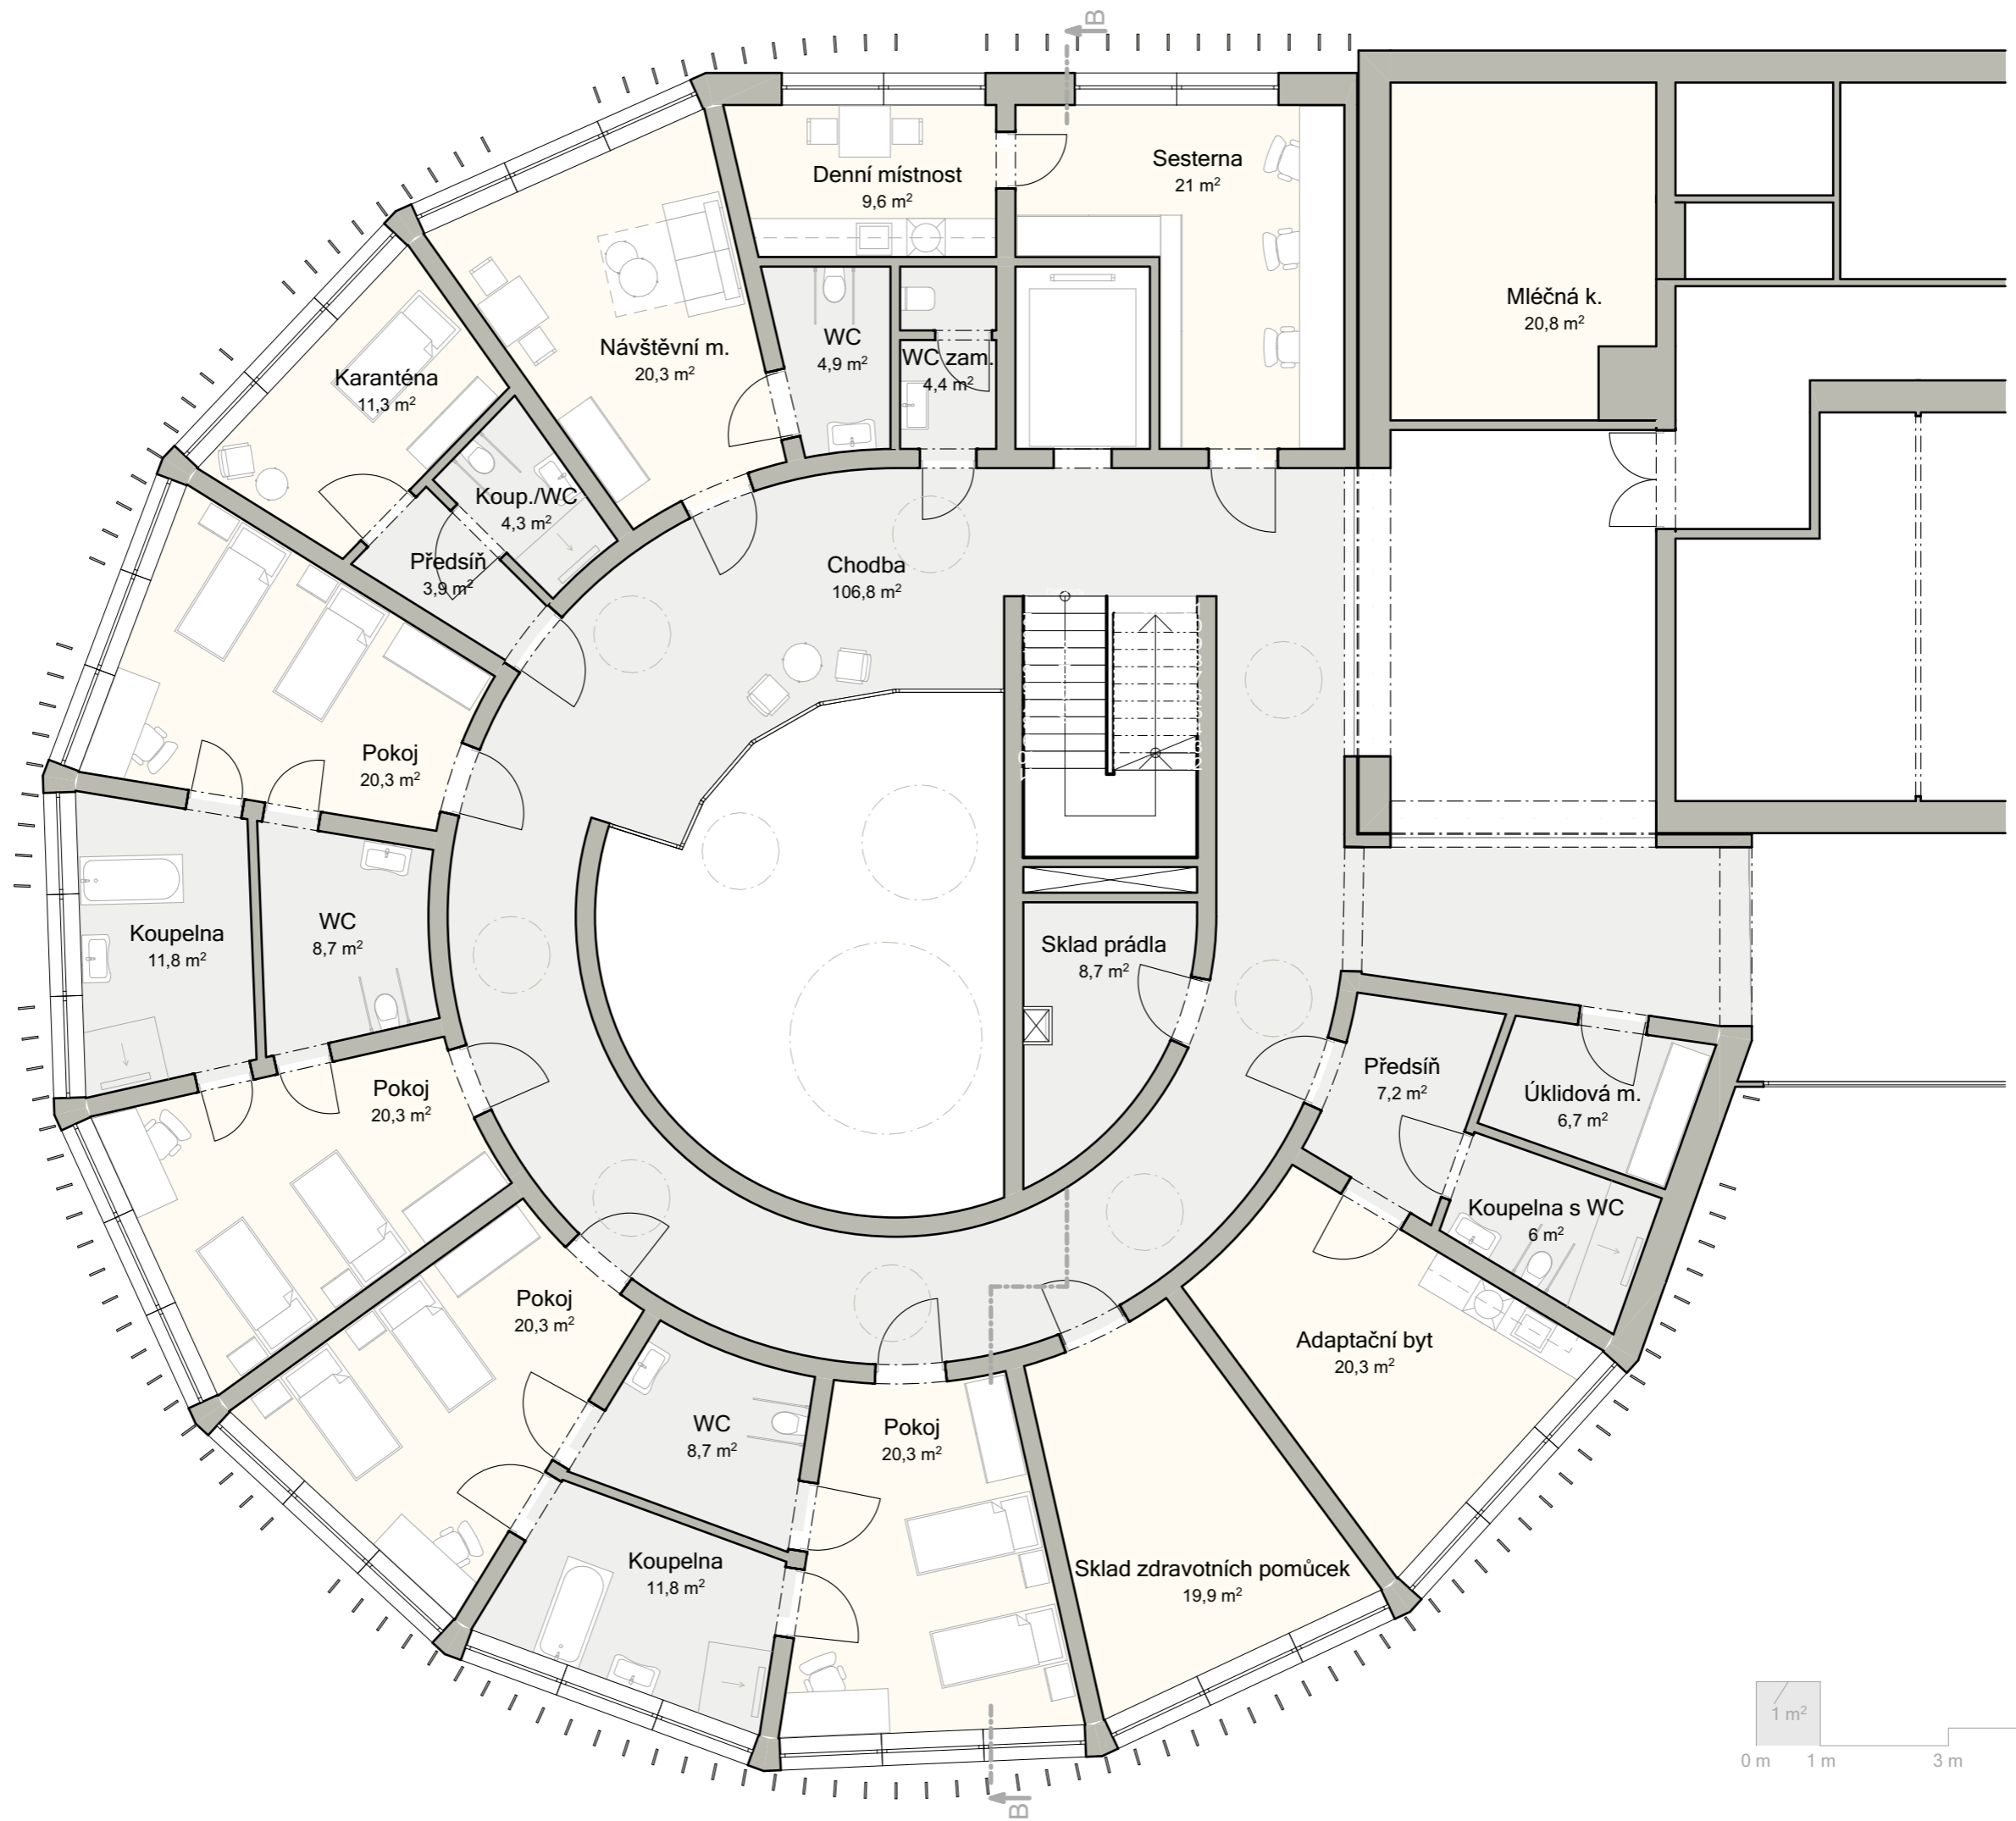 B
Denní místnost
9,6 m²
Sesterna
21 m²
Mléčná k.
20,8 m²
WC
4,9 m²
WC zam.
4,4 m²
Návštěvní m.
20,3 m²
Karanténa
11,3 m²
Koup./WC
4,3 m²
Předsíň
3,9 m²
Chodba
106,8 m²
Pokoj
20,3 m²
Koupelna
11,8 m²
WC
8,7 m²
Sklad prádla
8,7 m²
Předsíň
7,2 m²
Úklidová m.
6,7 m²
Pokoj
20,3 m²
Koupelna s WC
6 m²
Pokoj
20,3 m²
Adaptační byt
20,3 m²
WC
8,7 m²
Pokoj
20,3 m²
Koupelna
11,8 m²
Sklad zdravotních pomůcek
19,9 m²
1 m²
0 m 1 m 3 m
B